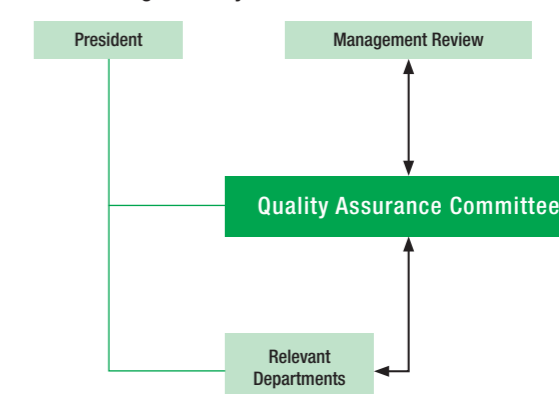 President
Management Review
Quality Assurance Committee
Relevant
Departments